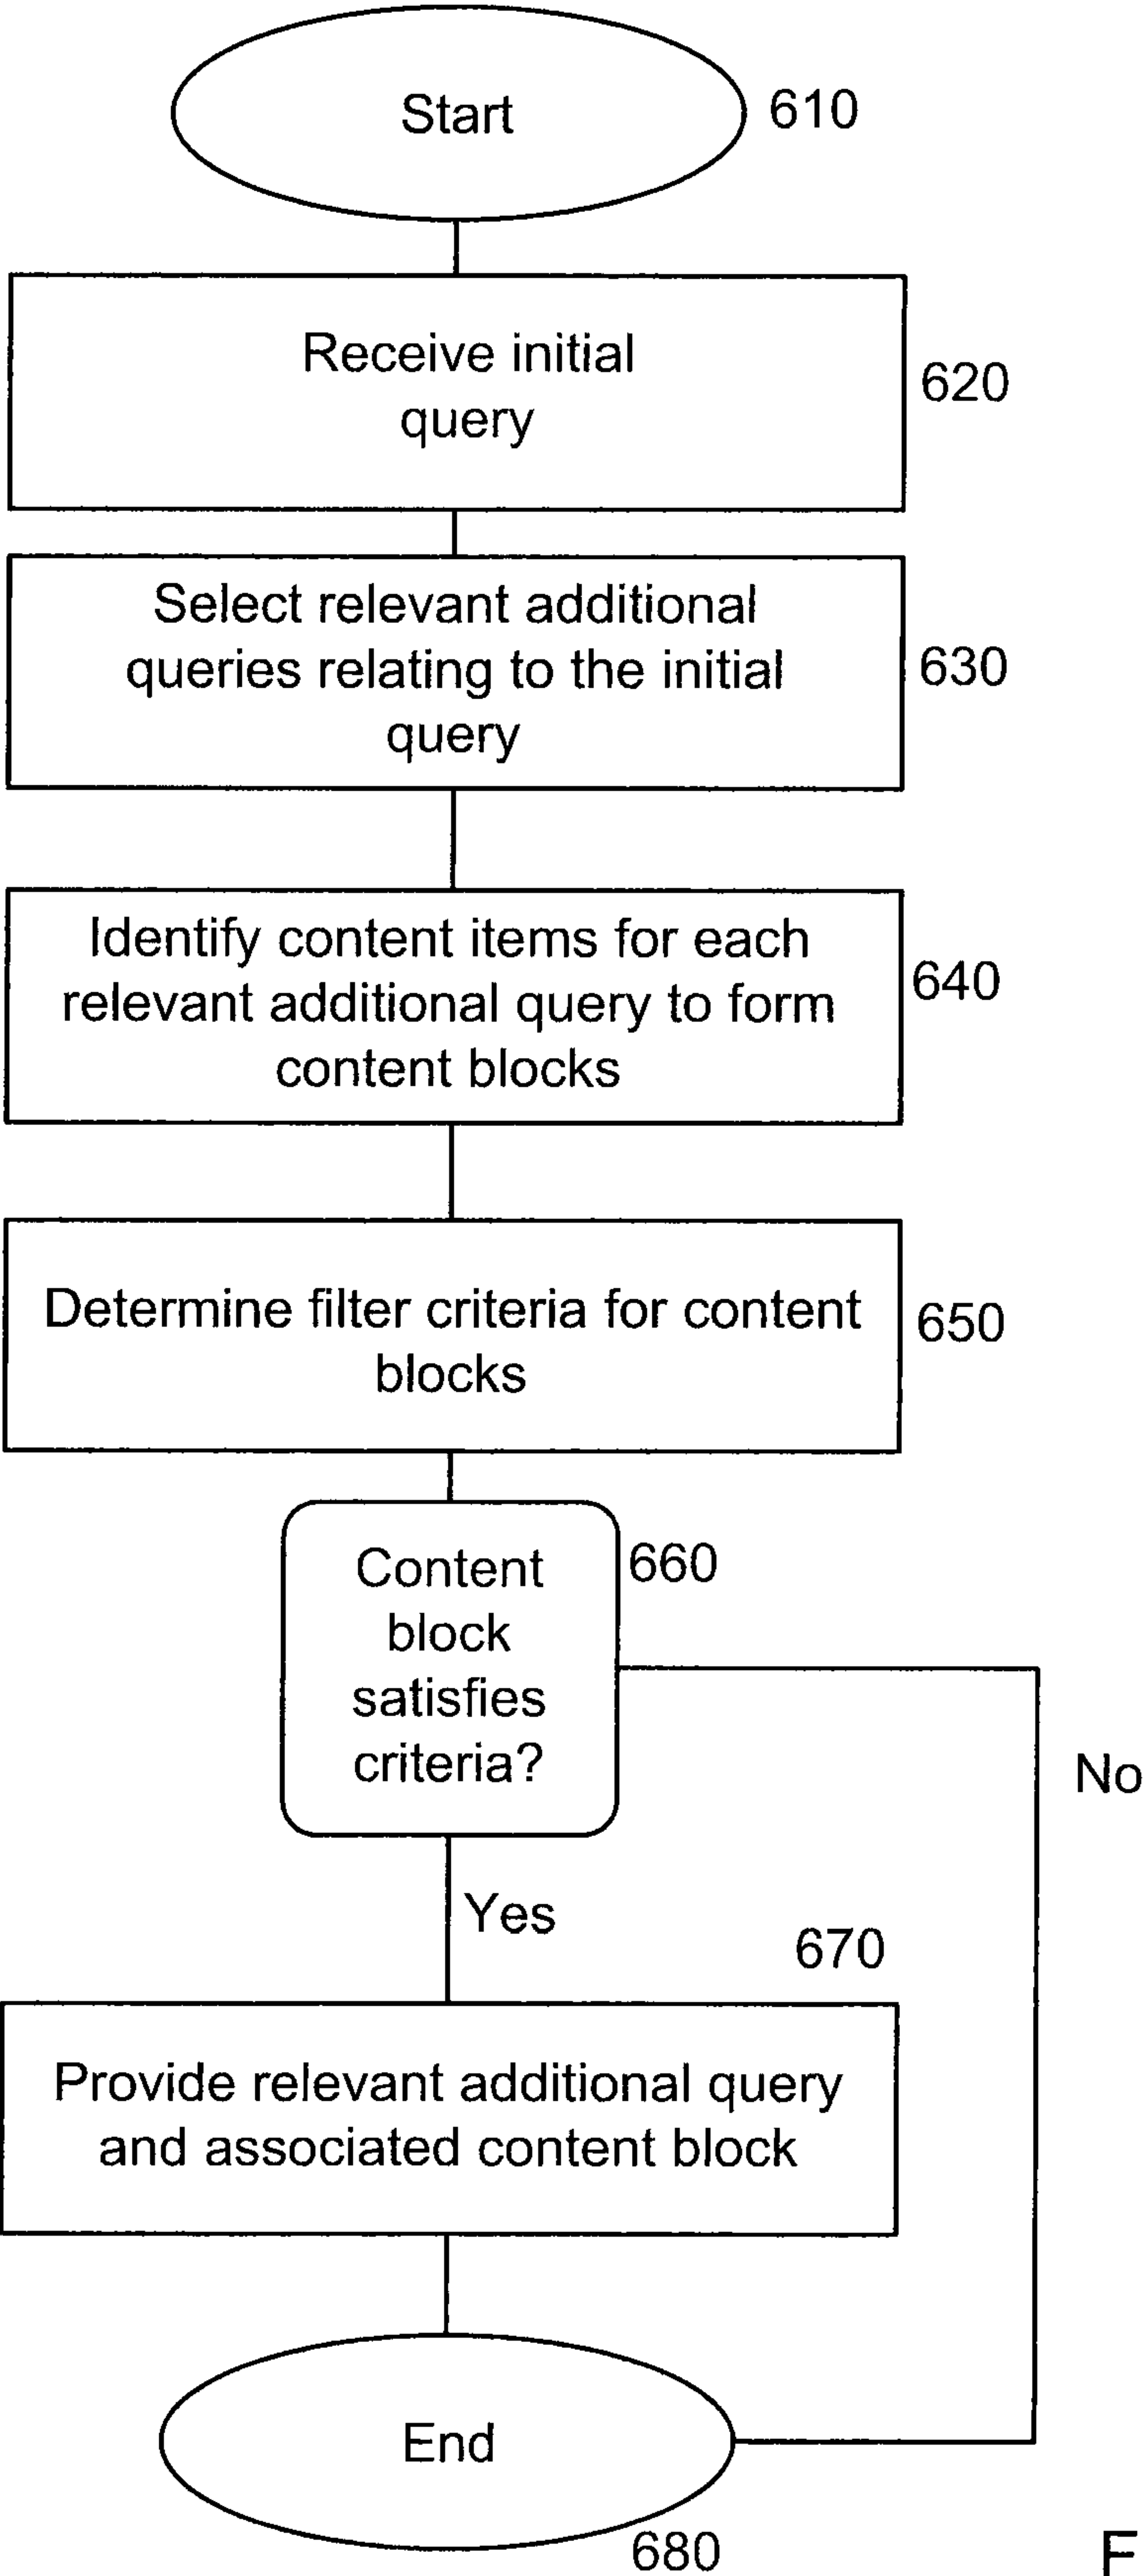 Start
610
Receive initial
query
620
Select relevant additional
queries relating to the initial
query
630
Identify content items for each
relevant additional query to form
content blocks
640
Determine filter criteria for content
blocks
650
Content
block
satisfies
criteria?
660
No
Yes
670
Provide relevant additional query
and associated content block
End
680